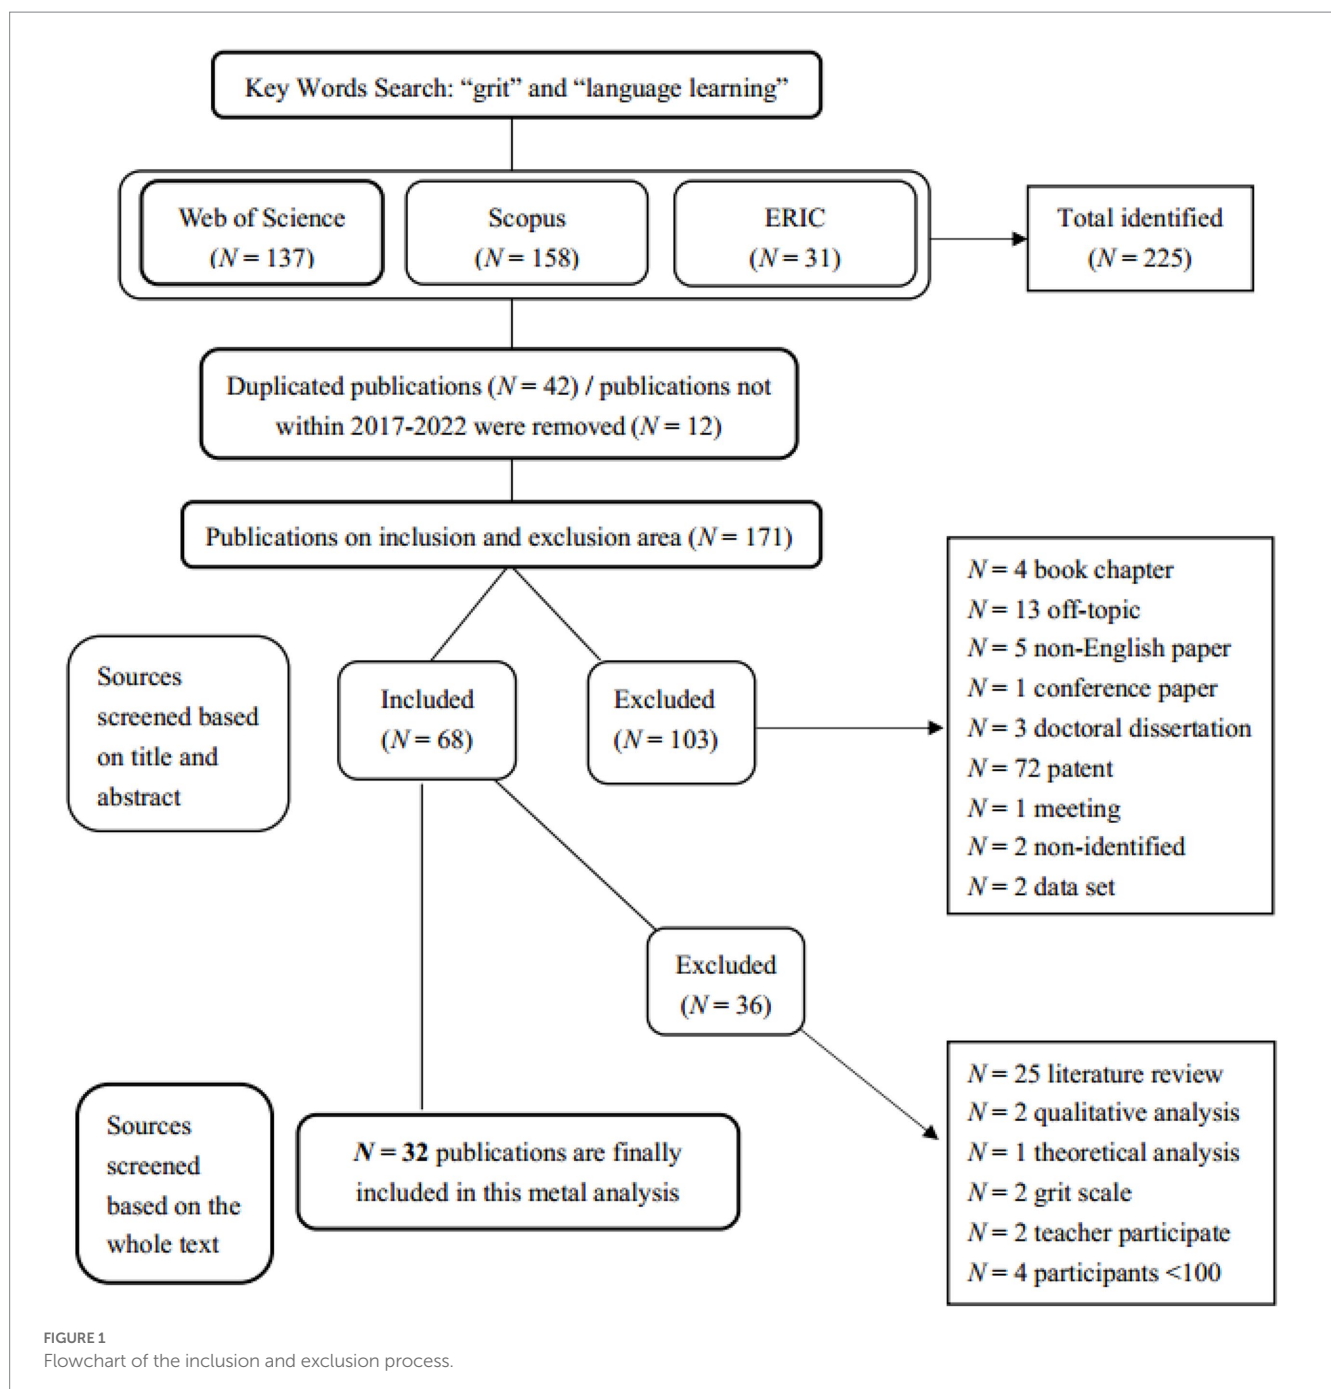 Key Words Search: “grit” and “language learning”
Web of Science
(N = 137)
Scopus
(N = 158)
ERIC
(N = 31)
Total identified
(N = 225)
Duplicated publications (N = 42) / publications not
within 2017-2022 were removed (N = 12)
Publications on inclusion and exclusion area (N = 171)
Sources
screened based
on title and
abstract
Included
(N = 68)
Excluded
(N = 103)
N = 4 book chapter
N = 13 off-topic
N = 5 non-English paper
N = 1 conference paper
N = 3 doctoral dissertation
N = 72 patent
N = 1 meeting
N = 2 non-identified
N = 2 data set
Excluded
(N = 36)
Sources
screened
based on the
whole text
N = 32 publications are finally
included in this metal analysis
N = 25 literature review
N = 2 qualitative analysis
N = 1 theoretical analysis
N = 2 grit scale
N = 2 teacher participate
N = 4 participants <100
FIGURE 1
Flowchart of the inclusion and exclusion process.